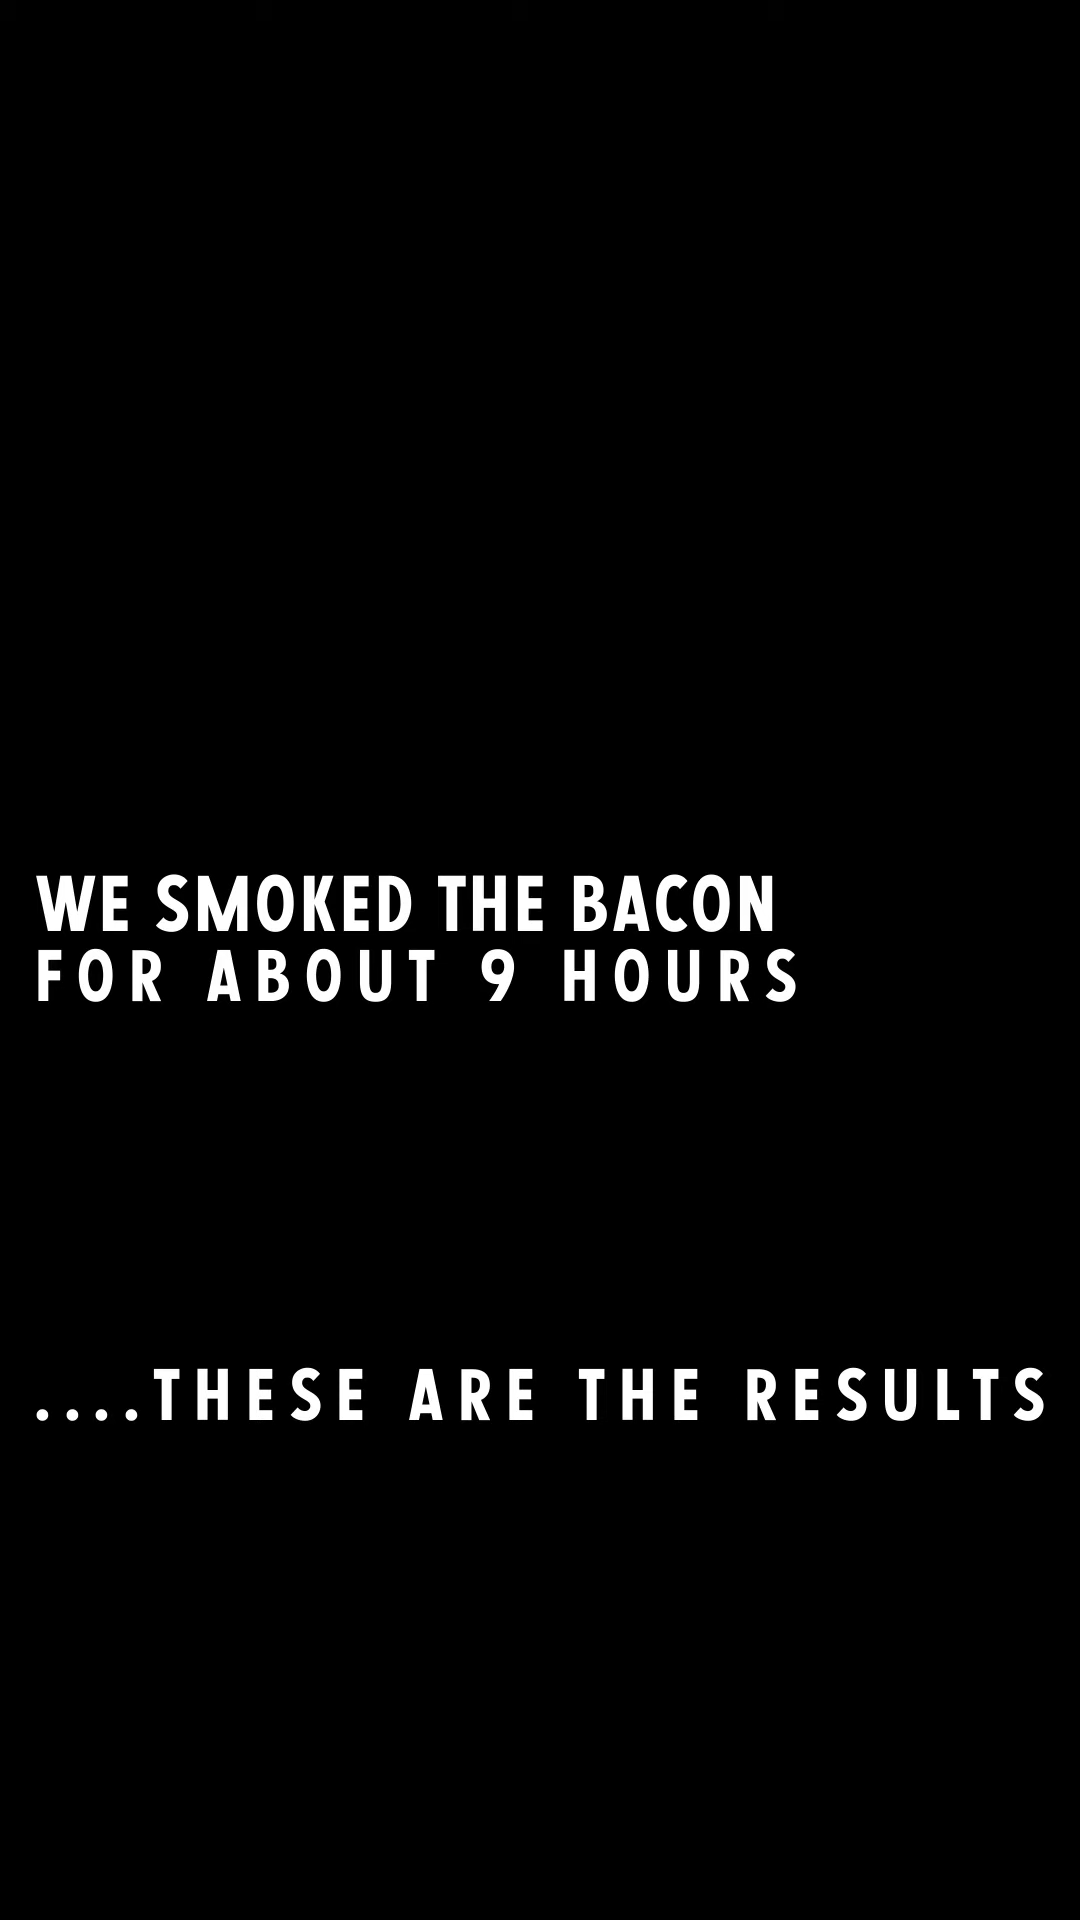 WE SMOKED THE BACON
FOR ABOUT 9 HOURS
....THESE ARE THE RESULTS